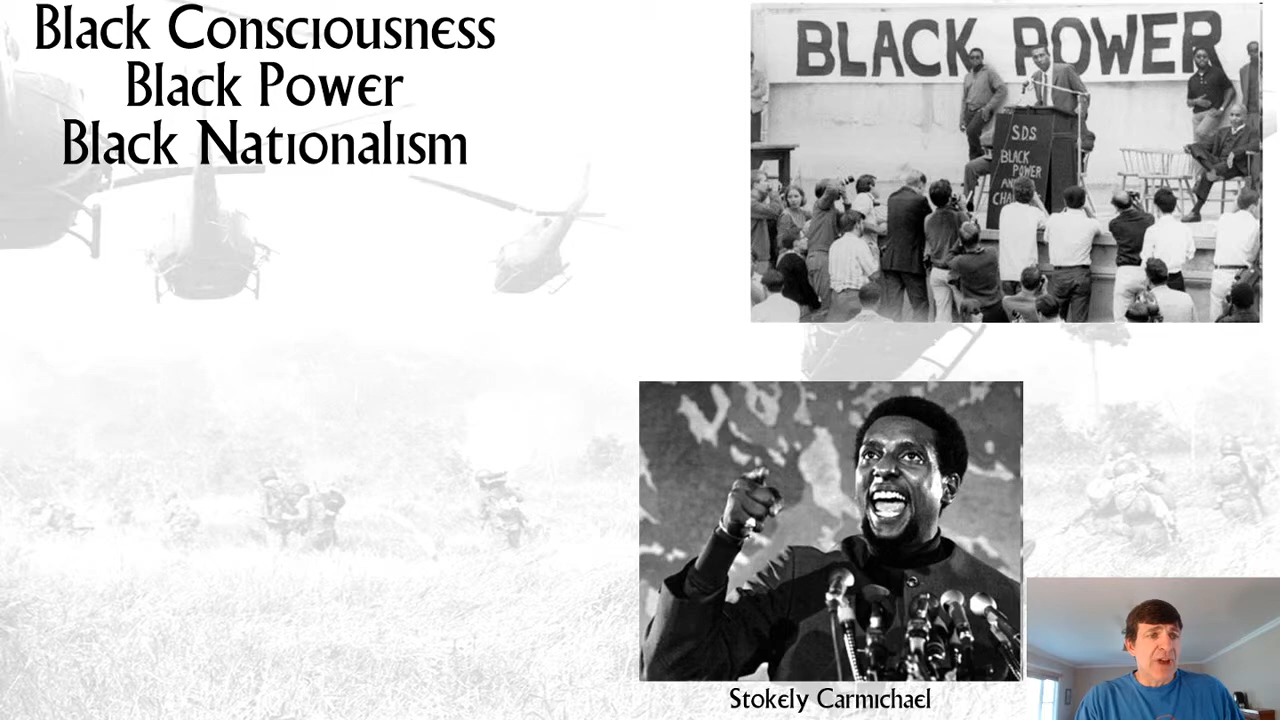 Black Consciousness
Black Power
Black Nationalism
BLACK POWER
S.D.S.
BLACK
POWER
Stokely Carmichael